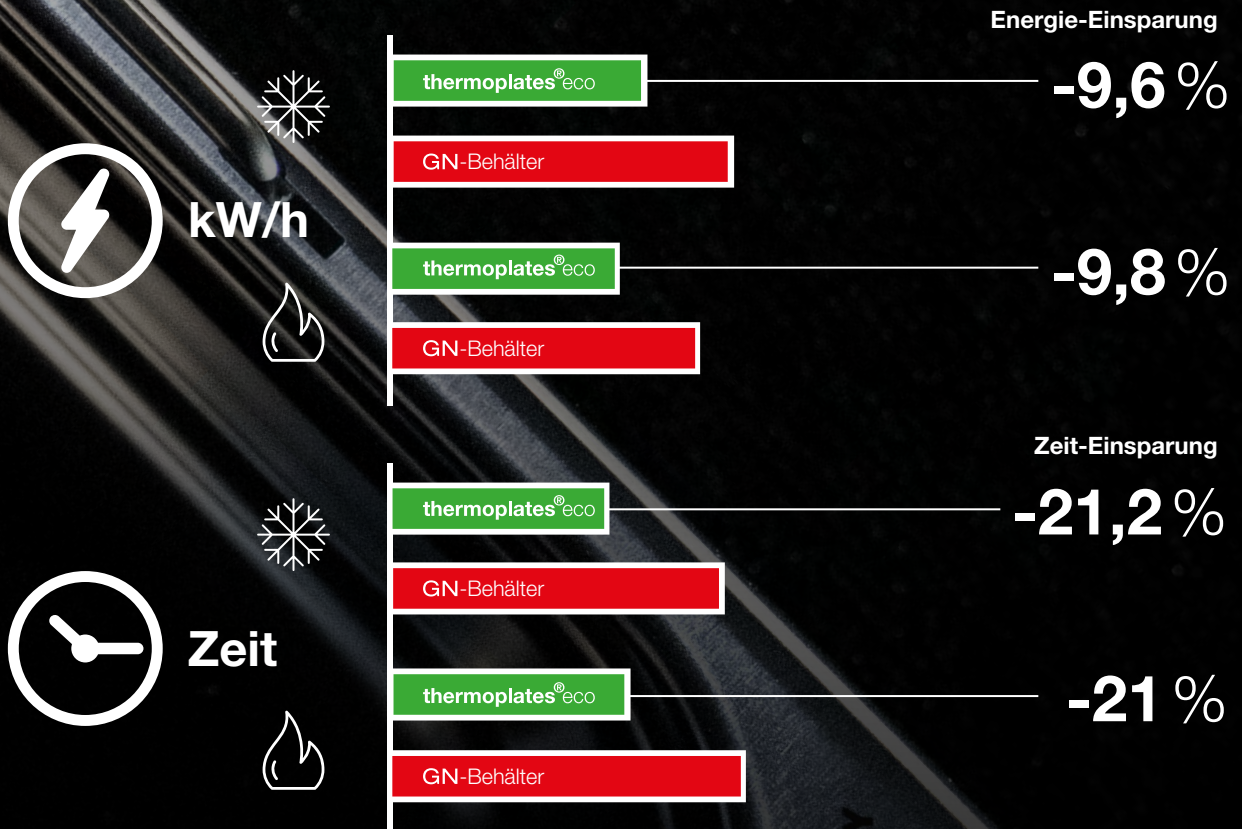 Energie-Einsparung
thermoplates®eco
-9,6 %
GN-Behälter
kW/h
thermoplates®eco
-9,8 %
GN-Behälter
Zeit-Einsparung
thermoplates®eco
-21,2 %
GN-Behälter
Zeit
thermoplates®eco
-21 %
GN-Behälter